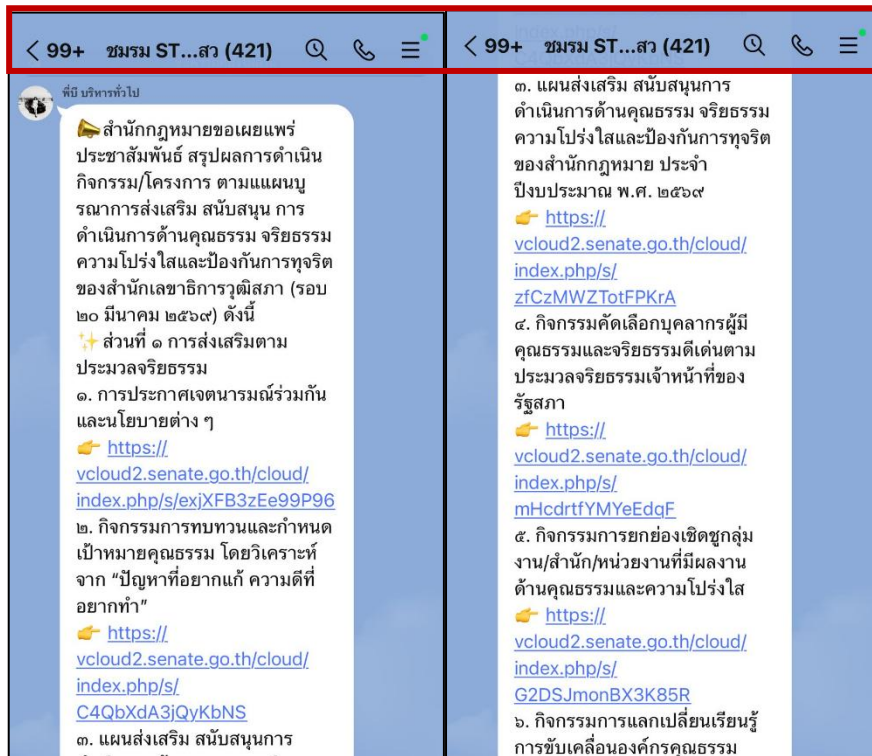 99+ ชมรม ST...สว (421)
พี่บี บริหารทั่วไป
📣สำนักกฎหมายขอเผยแพร่
ประชาสัมพันธ์ สรุปผลการดำเนิน
กิจกรรม/โครงการ ตามแแผนบู
รณาการส่งเสริม สนับสนุน การ
ดำเนินการด้านคุณธรรม จริยธรรม
ความโปร่งใสและป้องกันการทุจริต
ของสำนักเลขาธิการวุฒิสภา (รอบ
๒๐ มีนาคม ๒๕๖๙) ดังนี้
✨ ส่วนที่ ๑ การส่งเสริมตาม
ประมวลจริยธรรม
๑. การประกาศเจตนารมณ์ร่วมกัน
และนโยบายต่าง ๆ
👉 https://
vcloud2.senate.go.th/cloud/
index.php/s/exjXFB3zEe99P96
๒. กิจกรรมการทบทวนและกำหนด
เป้าหมายคุณธรรม โดยวิเคราะห์
จาก “ปัญหาที่อยากแก้ ความดีที่
อยากทำ”
👉 https://
vcloud2.senate.go.th/cloud/
index.php/s/
C4QbXdA3jQyKbNS
๓. แผนส่งเสริม สนับสนุนการ
99+ ชมรม ST...สว (421)
๓. แผนส่งเสริม สนับสนุนการ
ดำเนินการด้านคุณธรรม จริยธรรม
ความโปร่งใสและป้องกันการทุจริต
ของสำนักกฎหมาย ประจำ
ปีงบประมาณ พ.ศ. ๒๕๖๙
👉 https://
vcloud2.senate.go.th/cloud/
index.php/s/
zfCzMWZTotFPKrA
๔. กิจกรรมคัดเลือกบุคลากรผู้มี
คุณธรรมและจริยธรรมดีเด่นตาม
ประมวลจริยธรรมเจ้าหน้าที่ของ
รัฐสภา
👉 https://
vcloud2.senate.go.th/cloud/
index.php/s/
mHcdrtfYMYeEdqF
๕. กิจกรรมการยกย่องเชิดชูกลุ่ม
งาน/สำนัก/หน่วยงานที่มีผลงาน
ด้านคุณธรรมและความโปร่งใส
👉 https://
vcloud2.senate.go.th/cloud/
index.php/s/
G2DSJmonBX3K85R
๖. กิจกรรมการแลกเปลี่ยนเรียนรู้
การขับเคลื่อนองค์กรคุณธรรม